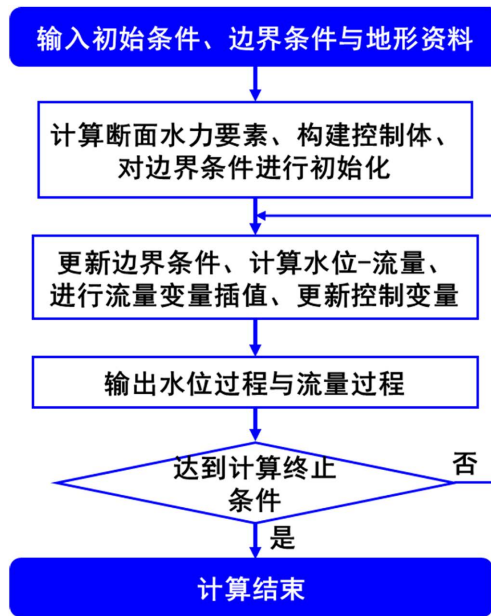 输入初始条件、边界条件与地形资料
计算断面水力要素、构建控制体、
对边界条件进行初始化
更新边界条件、计算水位-流量、
进行流量变量插值、更新控制变量
输出水位过程与流量过程
达到计算终止
条件
否
是
计算结束